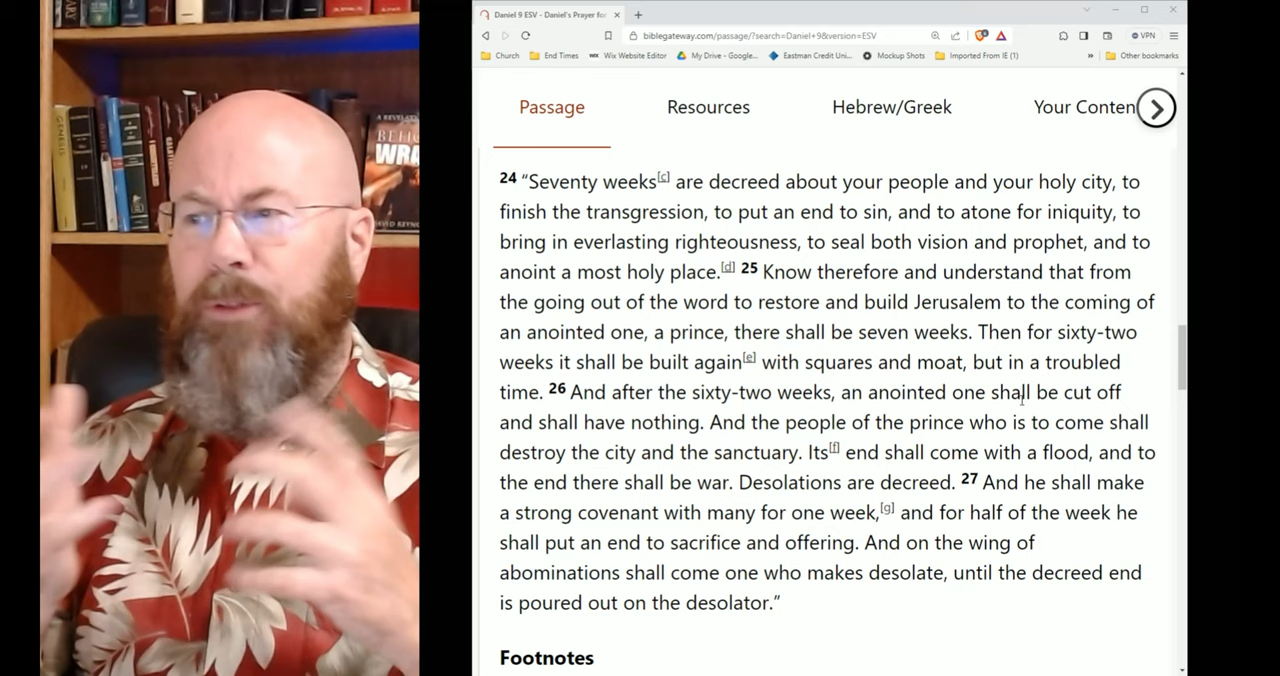 GENESIS
A REVELAT
BEHO
WRA
DAVID REYNO
Daniel 9 ESV - Daniel's Prayer for
biblegateway.com/passage/?search=Daniel+9&version=ESV
VPN
Church
End Times
WIX Wix Website Editor
My Drive - Google...
Eastman Credit Uni...
Mockup Shots
Imported From IE (1)
»
Other bookmarks
Passage Resources Hebrew/Greek Your Conten
24 “Seventy weeks[c] are decreed about your people and your holy city, to
finish the transgression, to put an end to sin, and to atone for iniquity, to
bring in everlasting righteousness, to seal both vision and prophet, and to
anoint a most holy place.[d] 25 Know therefore and understand that from
the going out of the word to restore and build Jerusalem to the coming of
an anointed one, a prince, there shall be seven weeks. Then for sixty-two
weeks it shall be built again[e] with squares and moat, but in a troubled
time. 26 And after the sixty-two weeks, an anointed one shall be cut off
and shall have nothing. And the people of the prince who is to come shall
destroy the city and the sanctuary. Its[f] end shall come with a flood, and to
the end there shall be war. Desolations are decreed. 27 And he shall make
a strong covenant with many for one week,[g] and for half of the week he
shall put an end to sacrifice and offering. And on the wing of
abominations shall come one who makes desolate, until the decreed end
is poured out on the desolator.”
Footnotes